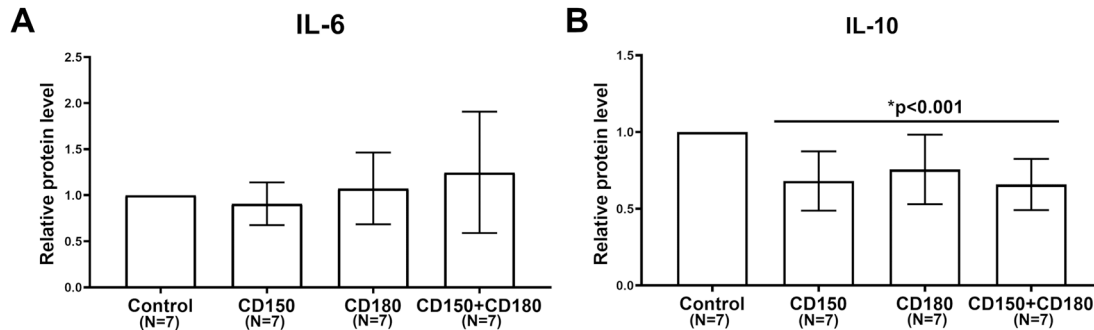 A
IL-6
Relative protein level
2.5
2.0
1.5
1.0
0.5
0.0
Control CD150 CD180 CD150+CD180
(N=7) (N=7) (N=7) (N=7)
B
IL-10
Relative protein level
1.5
1.0
0.5
0.0
*p<0.001
Control CD150 CD180 CD150+CD180
(N=7) (N=7) (N=7) (N=7)